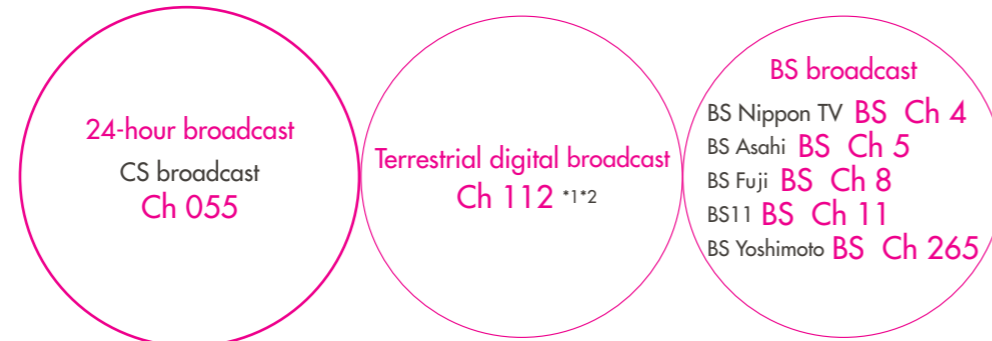 24-hour broadcast
CS broadcast
Ch 055
Terrestrial digital broadcast
Ch 112 *1*2
BS broadcast
BS Nippon TV BS Ch 4
BS Asahi BS Ch 5
BS Fuji BS Ch 8
BS11 BS Ch 11
BS Yoshimoto BS Ch 265